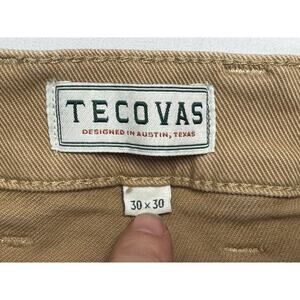 TECOVAS
DESIGNED IN AUSTIN, TEXAS
30 x 30